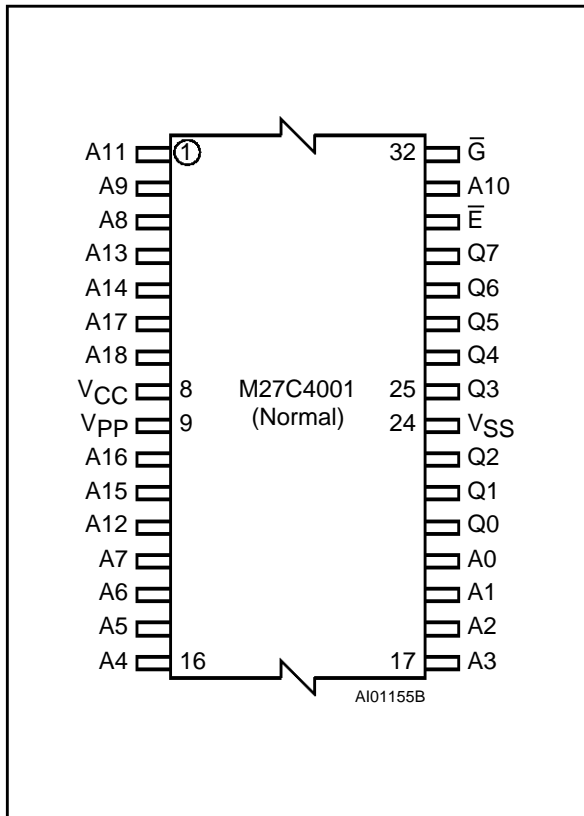 A11 1 32 G̅
A9 A10
A8 E̅
A13 Q7
A14 Q6
A17 Q5
A18 Q4
VCC 8 M27C4001 25 Q3
VPP 9 (Normal) 24 VSS
A16 Q2
A15 Q1
A12 Q0
A7 A0
A6 A1
A5 A2
A4 16 17 A3
AI01155B